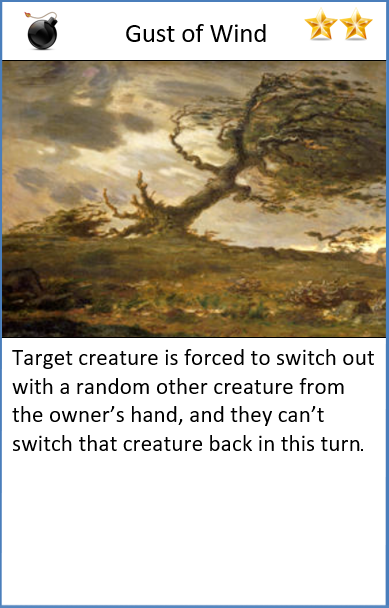 Gust of Wind
Target creature is forced to switch out
with a random other creature from
the owner’s hand, and they can’t
switch that creature back in this turn.